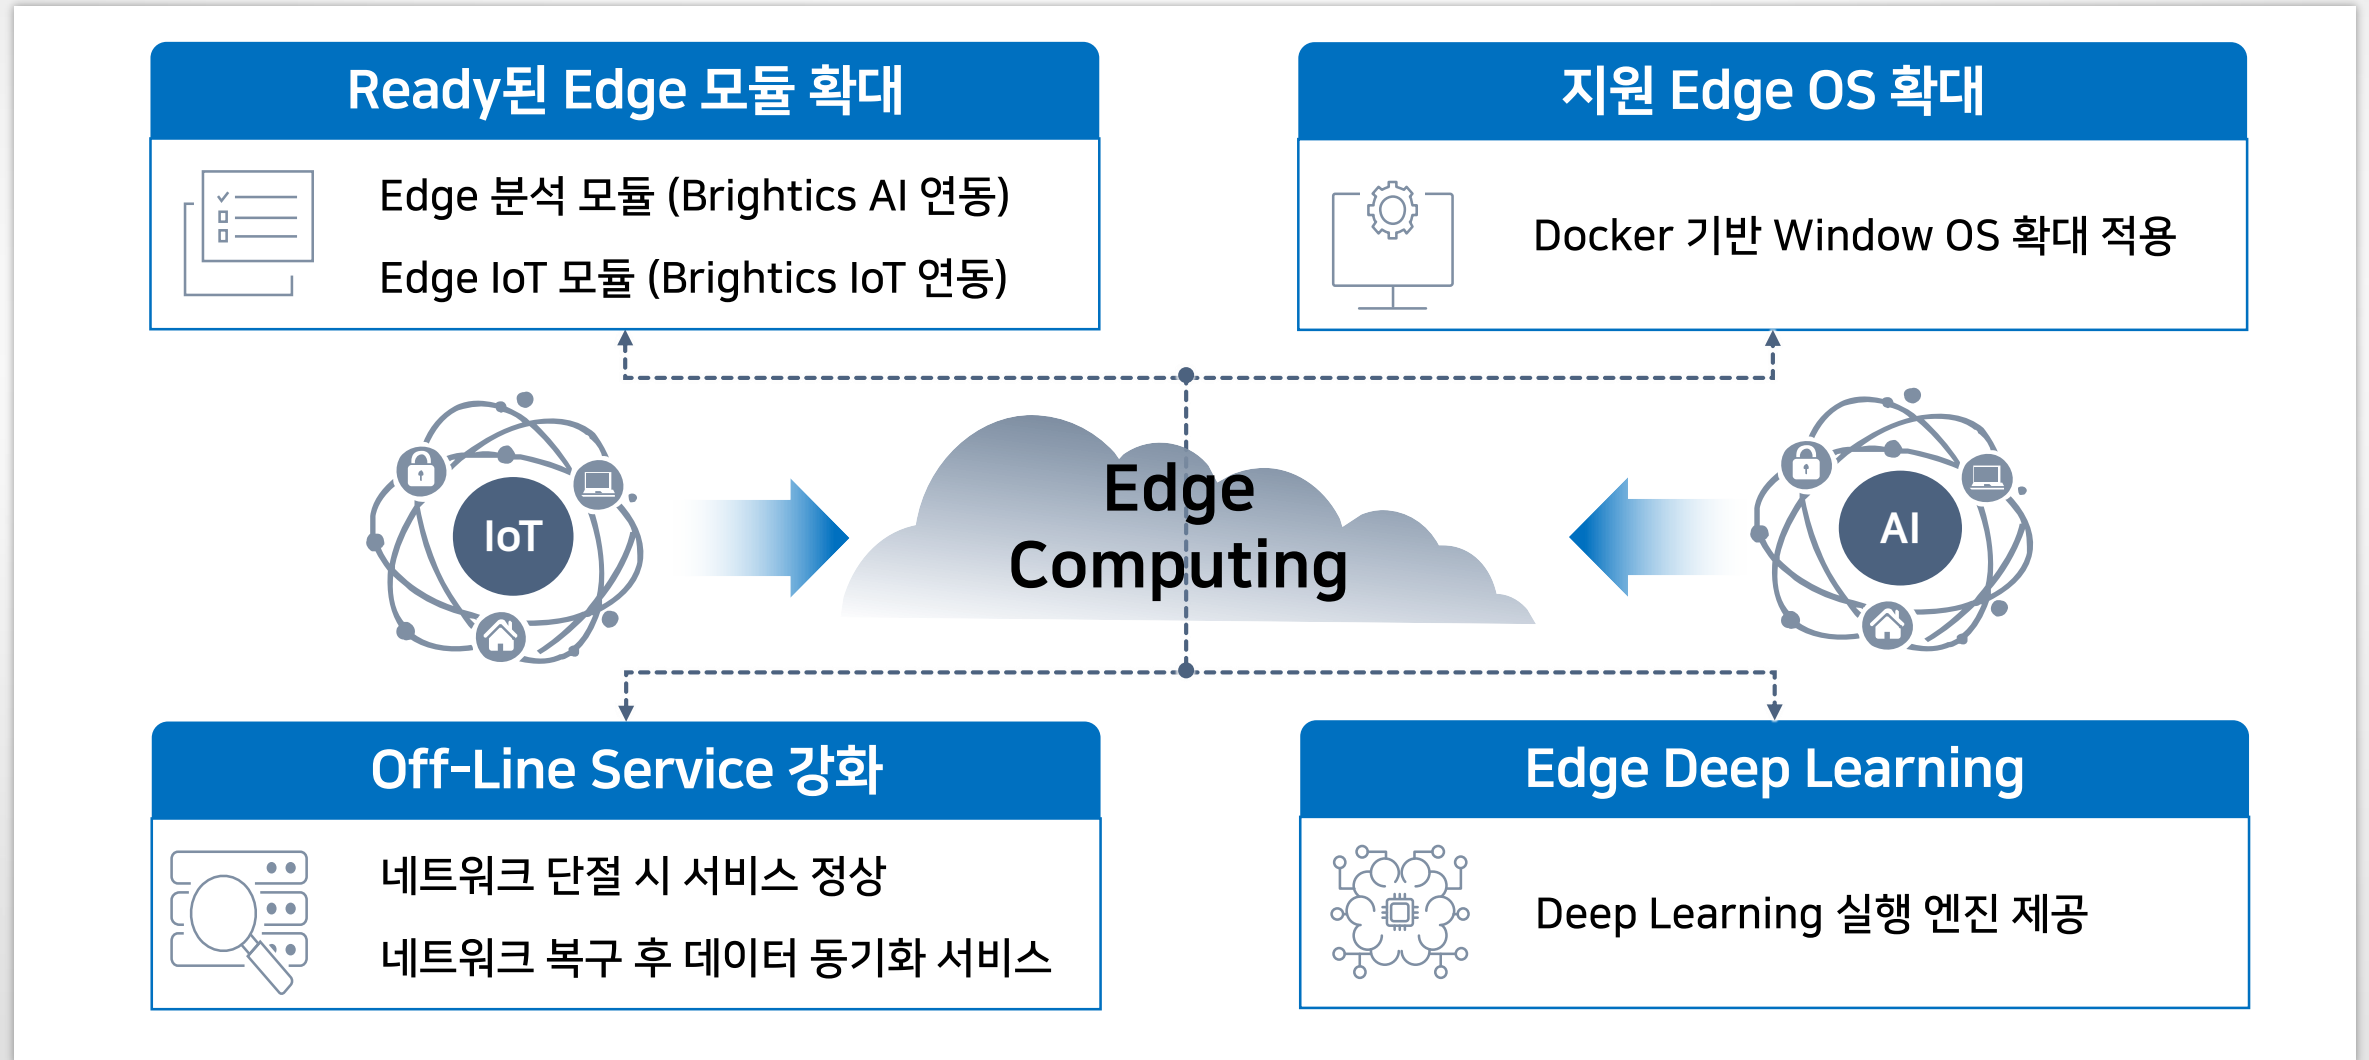 Ready된 Edge 모듈 확대
Edge 분석 모듈 (Brightics AI 연동)
Edge IoT 모듈 (Brightics IoT 연동)
지원 Edge OS 확대
Docker 기반 Window OS 확대 적용
IoT
Edge
Computing
AI
Off-Line Service 강화
네트워크 단절 시 서비스 정상
네트워크 복구 후 데이터 동기화 서비스
Edge Deep Learning
Deep Learning 실행 엔진 제공